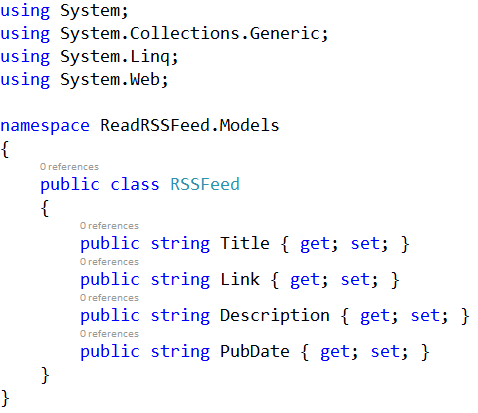 using System;
using System.Collections.Generic;
using System.Linq;
using System.Web;
namespace ReadRSSFeed.Models
{
0 references
public class RSSFeed
{
0 references
public string Title { get; set; }
0 references
public string Link { get; set; }
0 references
public string Description { get; set; }
0 references
public string PubDate { get; set; }
}
}